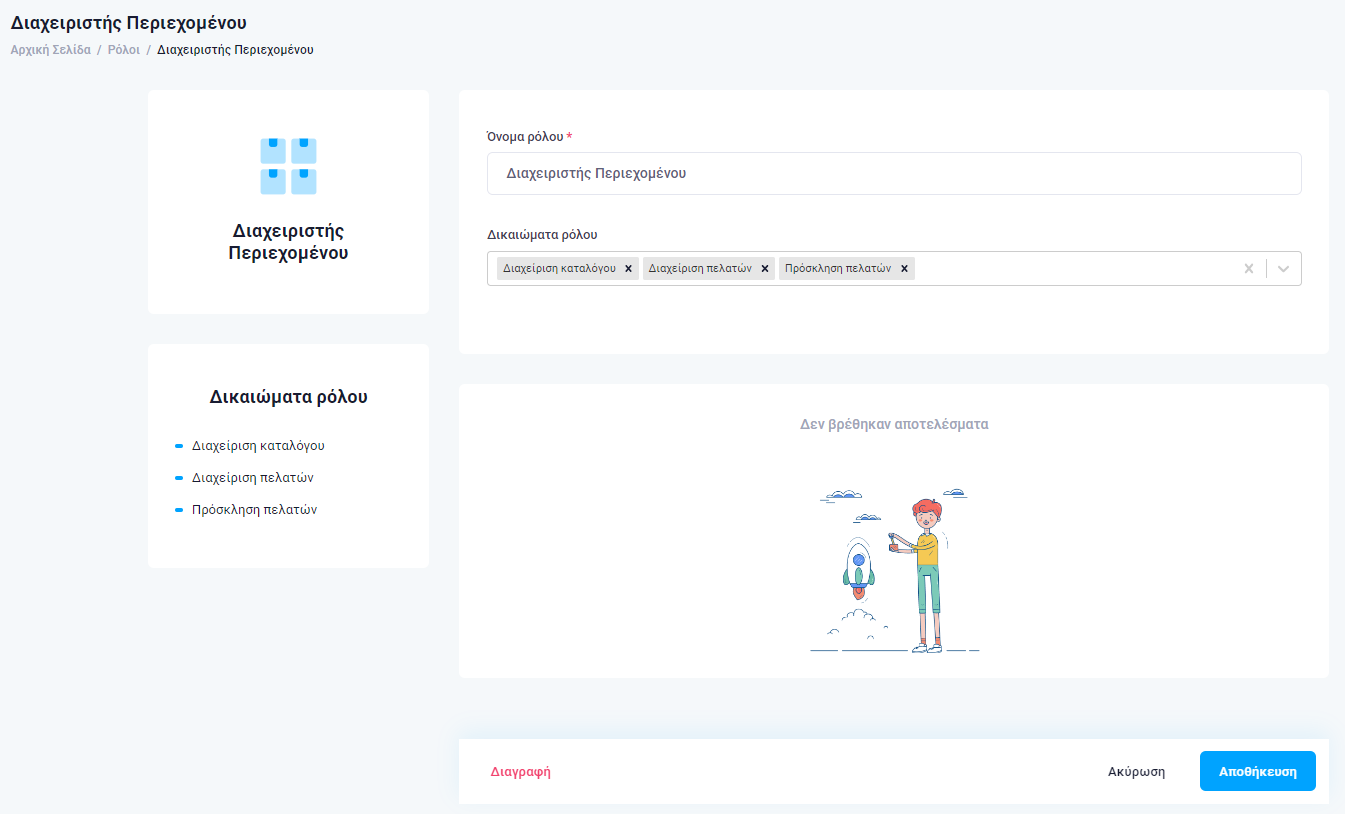 Διαχειριστής Περιεχομένου
Αρχική Σελίδα / Ρόλοι / Διαχειριστής Περιεχομένου
Διαχειριστής
Περιεχομένου
Δικαιώματα ρόλου
Διαχείριση καταλόγου
Διαχείριση πελατών
Πρόσκληση πελατών
Όνομα ρόλου *
Διαχειριστής Περιεχομένου
Δικαιώματα ρόλου
Διαχείριση καταλόγου Διαχείριση πελατών Πρόσκληση πελατών
Δεν βρέθηκαν αποτελέσματα
Διαγραφή Ακύρωση Αποθήκευση